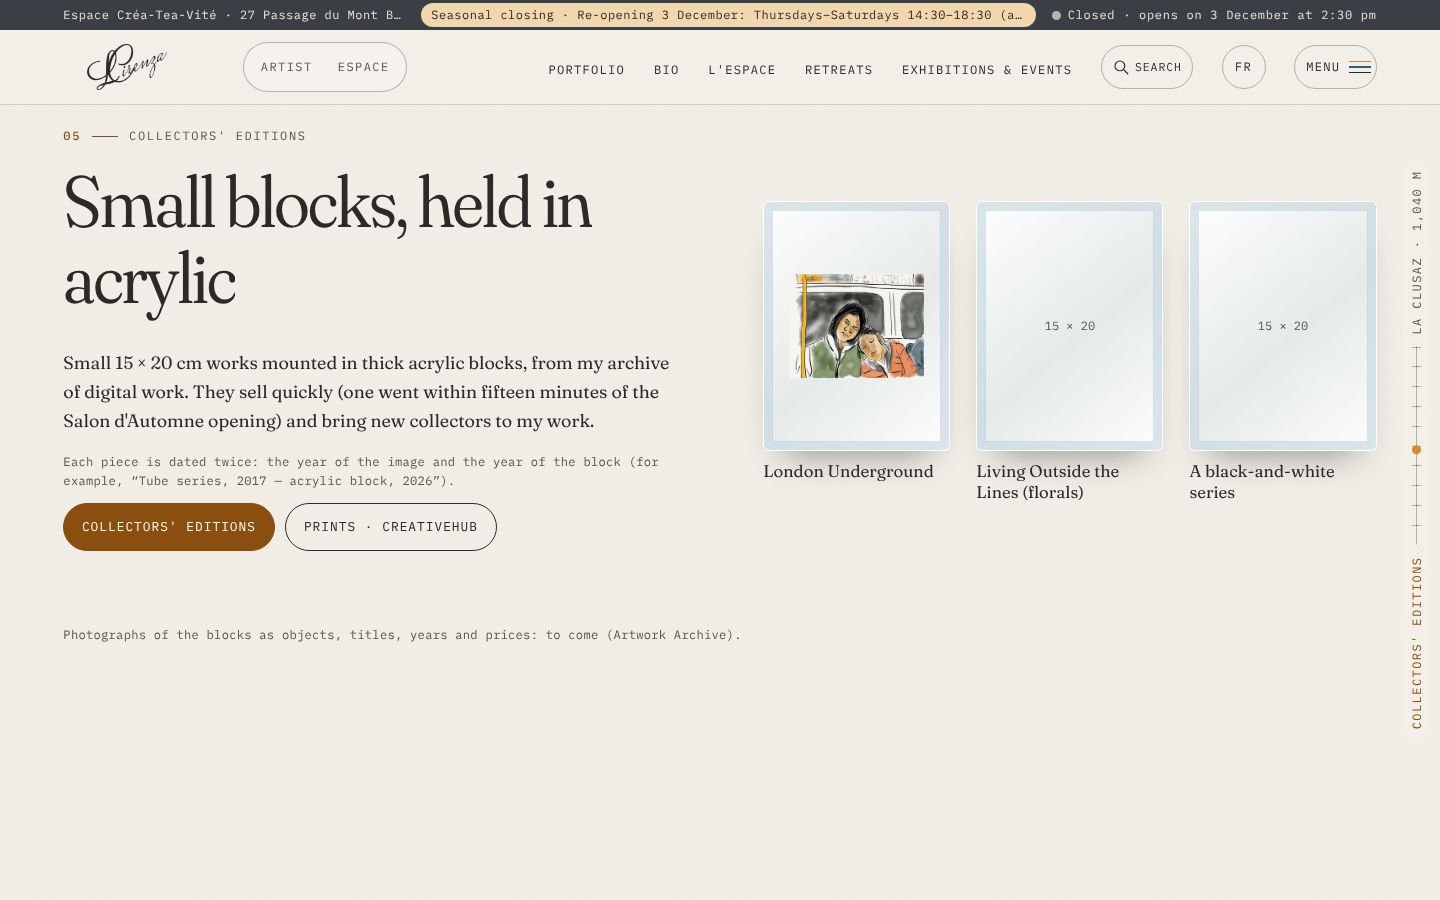 Espace Créa-Tea-Vité · 27 Passage du Mont B…
Seasonal closing · Re-opening 3 December: Thursdays–Saturdays 14:30–18:30 (a…
Closed · opens on 3 December at 2:30 pm
Lirenza
ARTIST
ESPACE
PORTFOLIO
BIO
L'ESPACE
RETREATS
EXHIBITIONS & EVENTS
SEARCH
FR
MENU
05
COLLECTORS' EDITIONS
Small blocks, held in
acrylic
Small 15 × 20 cm works mounted in thick acrylic blocks, from my archive
of digital work. They sell quickly (one went within fifteen minutes of the
Salon d'Automne opening) and bring new collectors to my work.
Each piece is dated twice: the year of the image and the year of the block (for
example, “Tube series, 2017 — acrylic block, 2026”).
COLLECTORS' EDITIONS
PRINTS · CREATIVEHUB
London Underground
15 × 20
Living Outside the
Lines (florals)
15 × 20
A black-and-white
series
Photographs of the blocks as objects, titles, years and prices: to come (Artwork Archive).
LA CLUSAZ · 1,040 M
COLLECTORS' EDITIONS